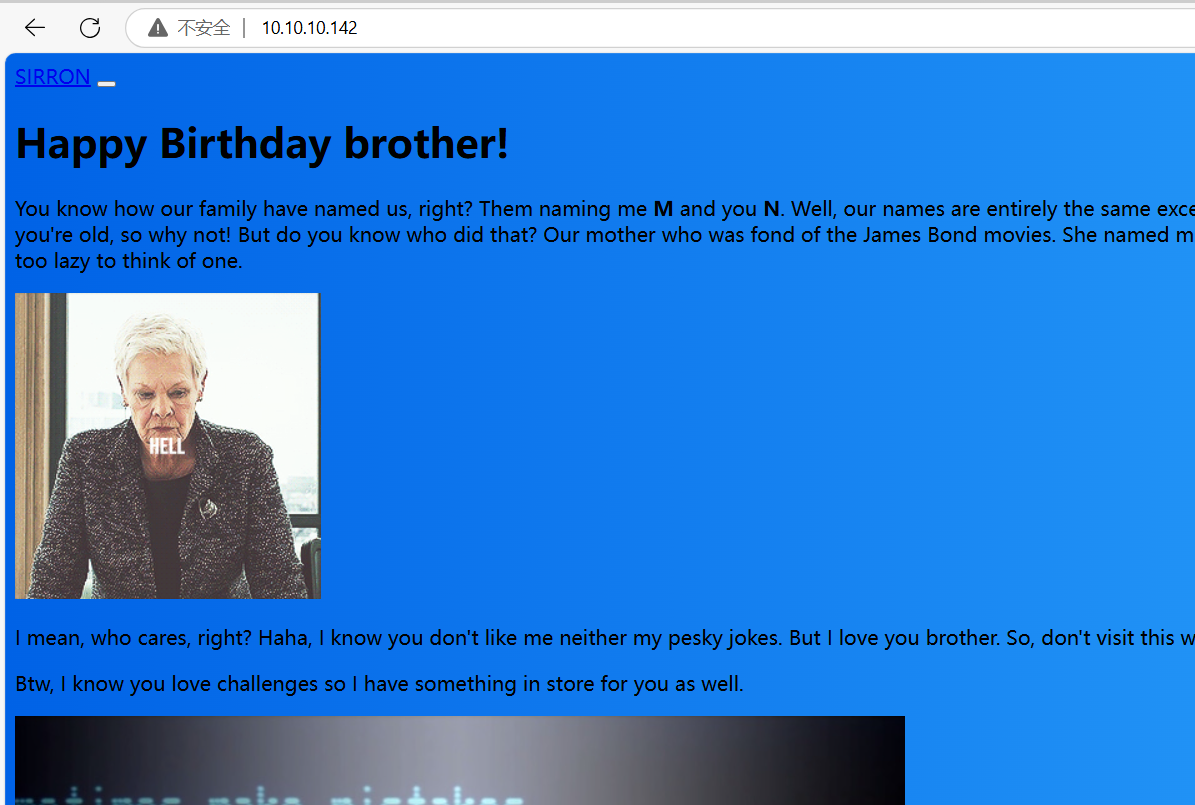 不安全 | 10.10.10.142
SIRRON
Happy Birthday brother!
You know how our family have named us, right? Them naming me M and you N. Well, our names are entirely the same exce
you're old, so why not! But do you know who did that? Our mother who was fond of the James Bond movies. She named m
too lazy to think of one.
HELL
I mean, who cares, right? Haha, I know you don't like me neither my pesky jokes. But I love you brother. So, don't visit this w
Btw, I know you love challenges so I have something in store for you as well.
make mistakes